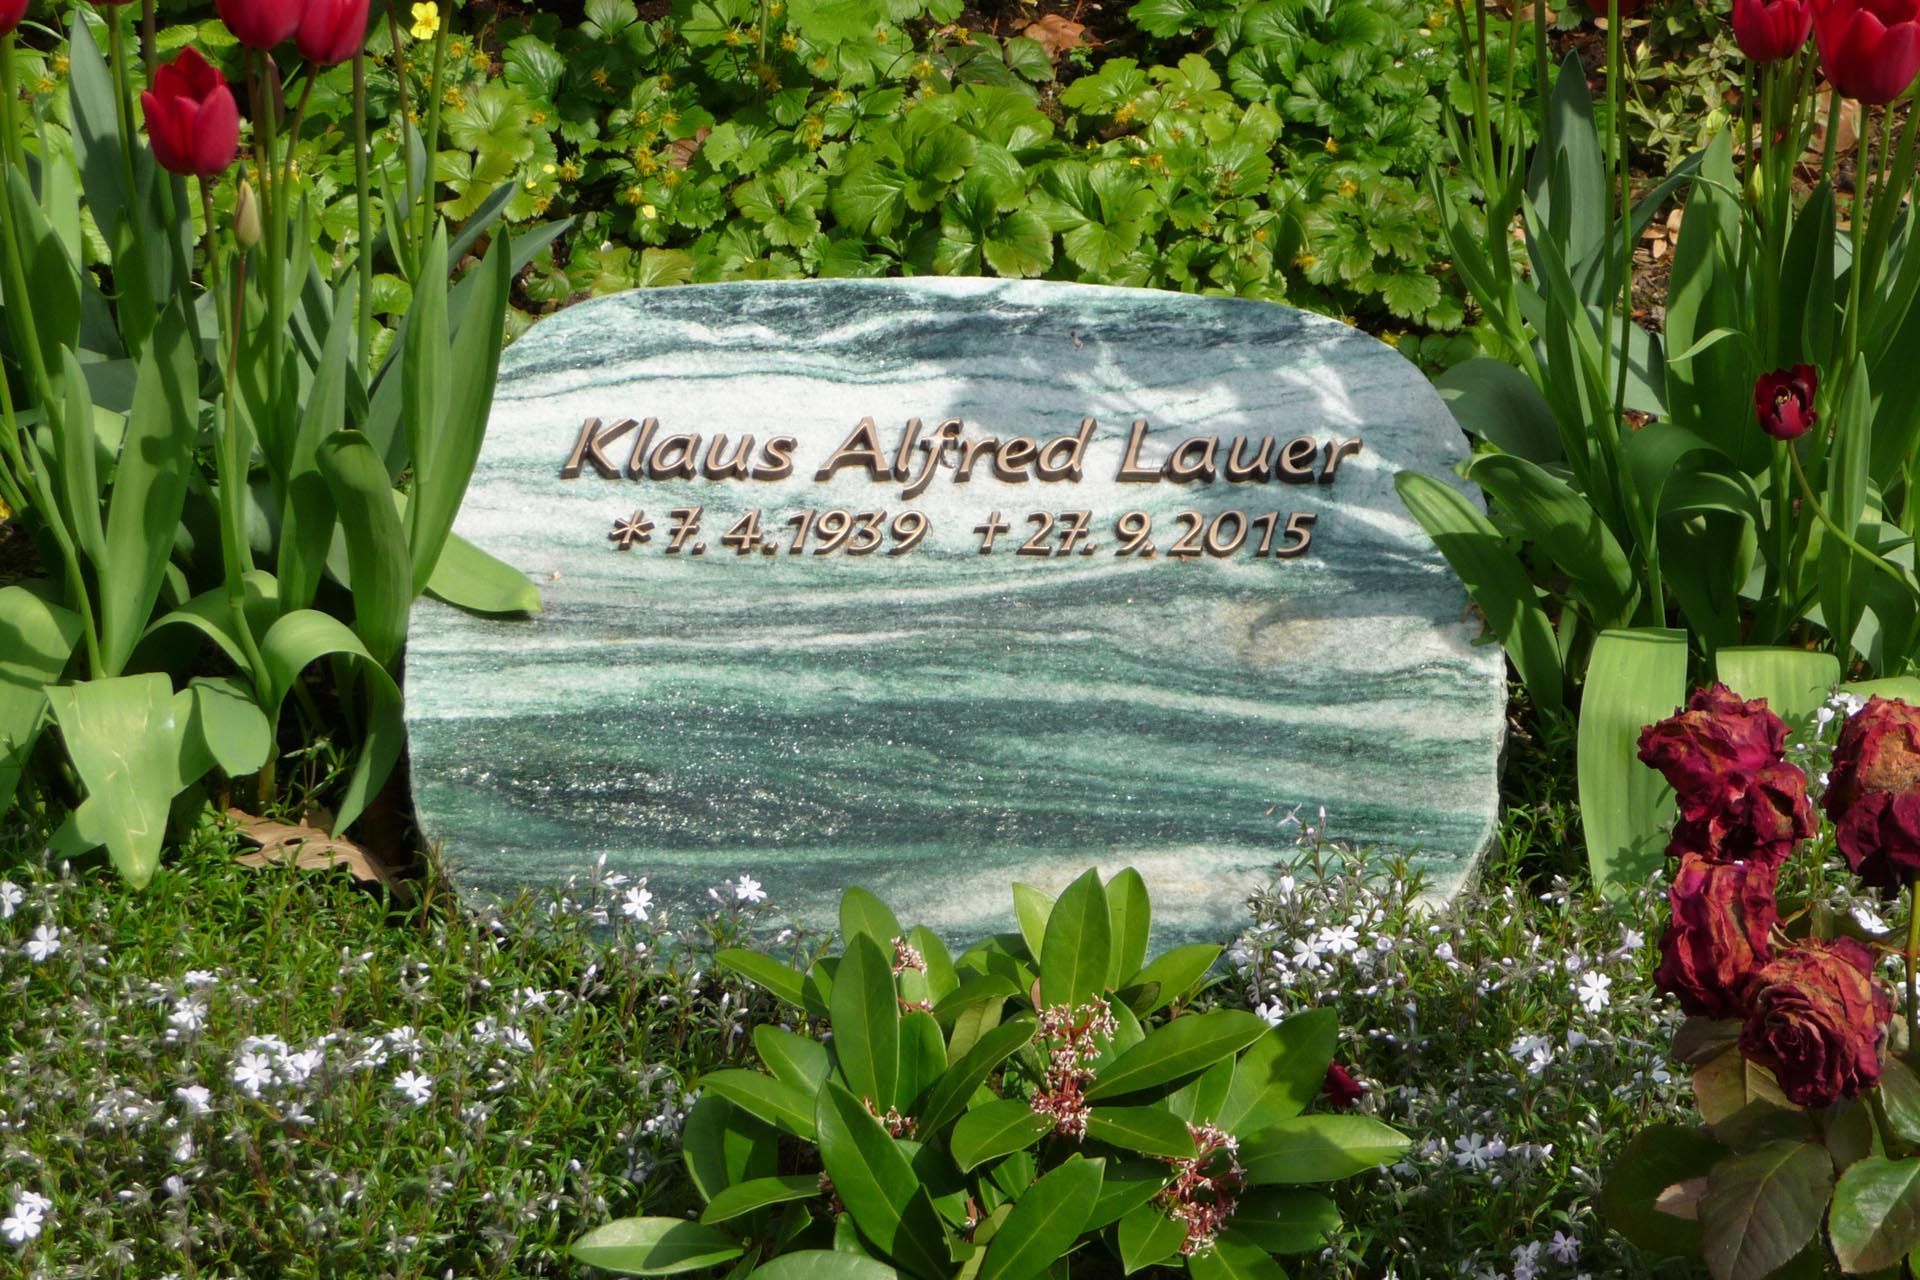 Klaus Alfred Lauer
* 7. 4. 1939 † 27. 9. 2015